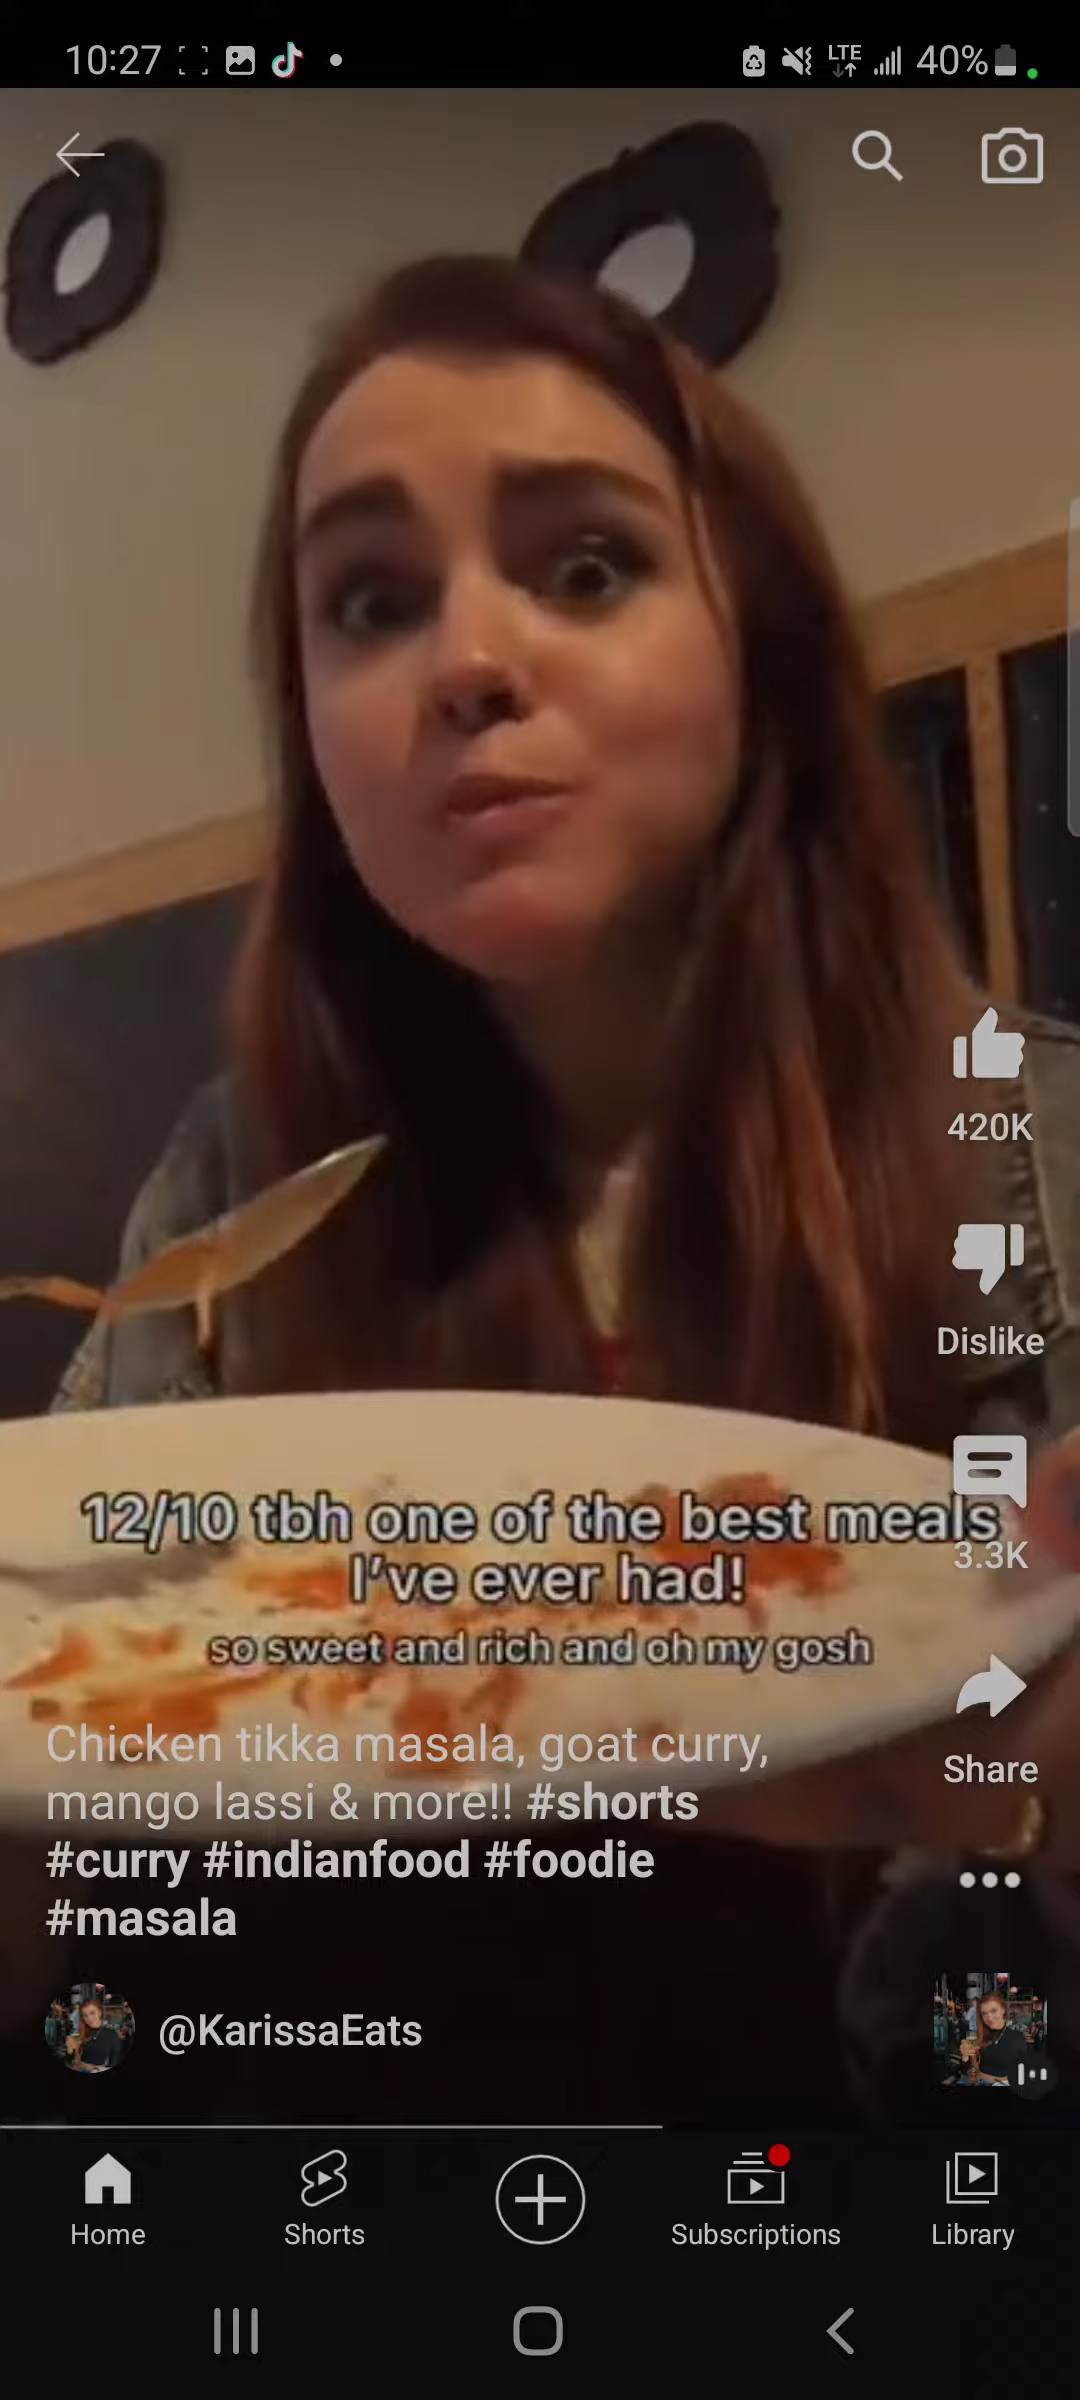 10:27
LTE
40%
420K
Dislike
12/10 tbh one of the best meals
I've ever had!
3.3K
so sweet and rich and oh my gosh
Chicken tikka masala, goat curry,
mango lassi & more!! #shorts
#curry #indianfood #foodie
#masala
Share
@KarissaEats
Home
Shorts
Subscriptions
Library